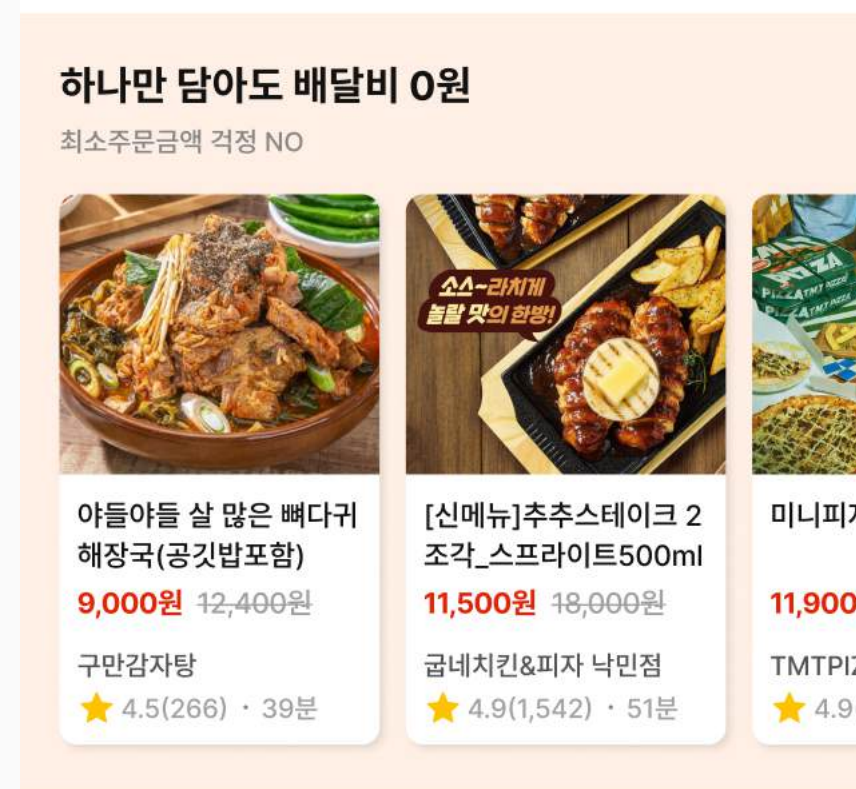 하나만 담아도 배달비 0원
최소주문금액 걱정 NO
소스~라치게
놀랄 맛의 한방!
PIZZA TMT PIZZA
야들야들 살 많은 뼈다귀
해장국(공깃밥포함)
9,000원 12,400원
구만감자탕
4.5(266) · 39분
[신메뉴]추추스테이크 2
조각_스프라이트500ml
11,500원 18,000원
굽네치킨&피자 낙민점
4.9(1,542) · 51분
미니피
11,900
TMTPI
4.9